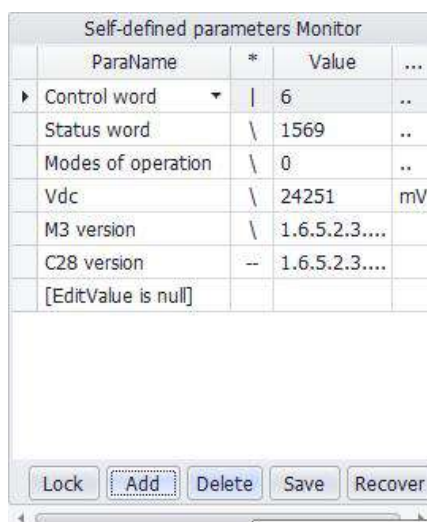 Self-defined parameters Monitor
ParaName * Value ...
Control word | 6 ..
Status word \ 1569 ..
Modes of operation \ 0 ..
Vdc \ 24251 mV
M3 version \ 1.6.5.2.3....
C28 version -- 1.6.5.2.3....
[EditValue is null]
Lock Add Delete Save Recover